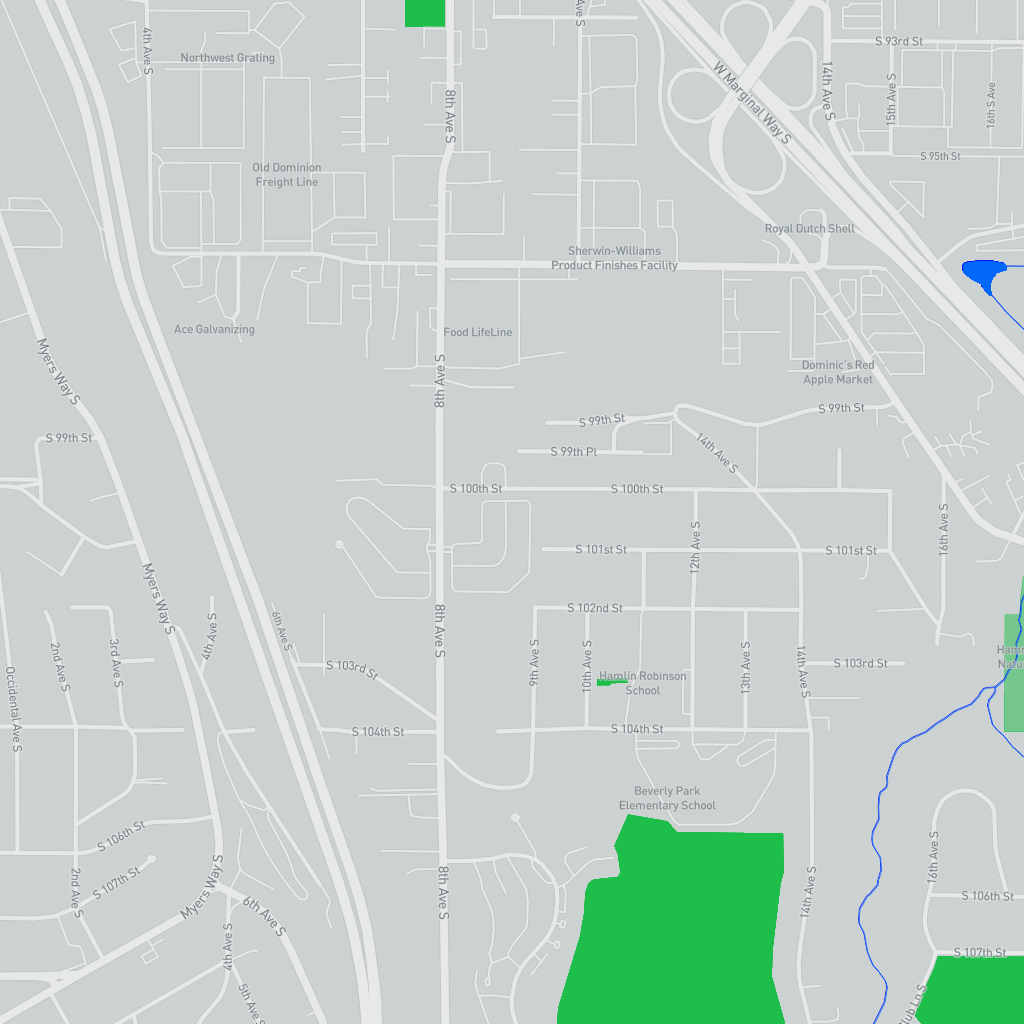 4th Ave S
Northwest Grating
Ave S
8th Ave S
W Marginal Way S
14th Ave S
S 93rd St
15th Ave S
16th S Ave
S 95th St
Old Dominion
Freight Line
Royal Dutch Shell
Sherwin-Williams
Product Finishes Facility
Ace Galvanizing
Food LifeLine
Myers Way S
8th Ave S
Dominic's Red
Apple Market
S 99th St
S 99th St
S 99th St
S 99th Pl
14th Ave S
S 100th St
S 100th St
16th Ave S
12th Ave S
S 101st St
S 101st St
Myers Way S
S 102nd St
8th Ave S
6th Ave S
4th Ave S
3rd Ave S
2nd Ave S
Occidental Ave S
S 103rd St
9th Ave S
10th Ave S
Hamlin Robinson
School
13th Ave S
14th Ave S
S 103rd St
S 104th St
S 104th St
Beverly Park
Elementary School
S 106th St
S 107th St
2nd Ave S
Myers Way S
6th Ave S
4th Ave S
5th Ave S
8th Ave S
14th Ave S
16th Ave S
S 106th St
S 107th St
Club Ln S